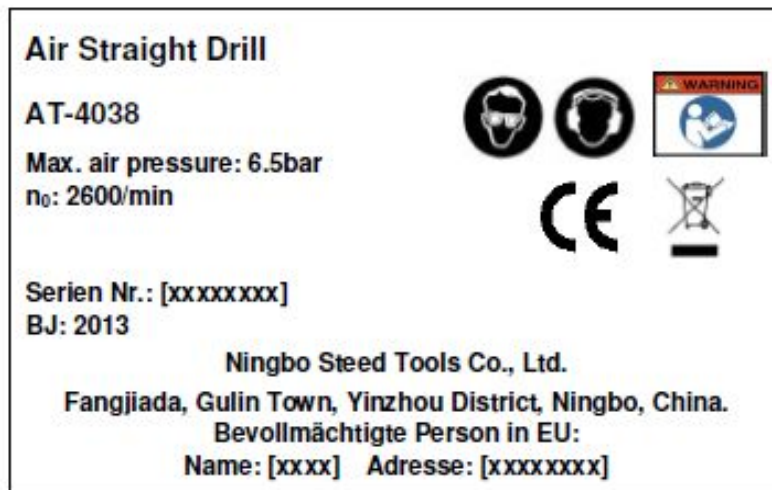 Air Straight Drill
AT-4038
WARNING
Max. air pressure: 6.5bar
n₀: 2600/min
CE
Serien Nr.: [xxxxxxxx]
BJ: 2013
Ningbo Steed Tools Co., Ltd.
Fangjiada, Gulin Town, Yinzhou District, Ningbo, China.
Bevollmächtigte Person in EU:
Name: [xxxx] Adresse: [xxxxxxxx]